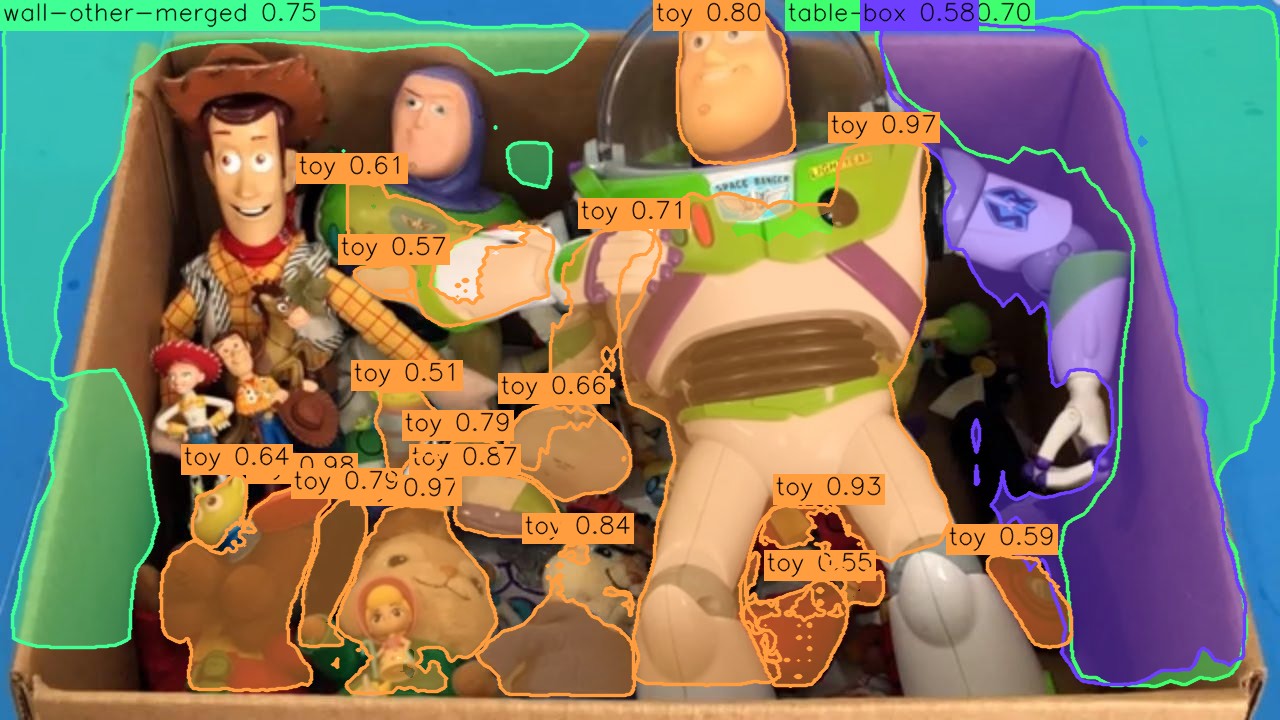 wall-other-merged 0.75
toy 0.80
table-
box 0.58
0.70
toy 0.97
toy 0.61
SPACE RANGER
LIGHTYEAR
toy 0.71
toy 0.57
toy 0.51
toy 0.66
toy 0.79
toy 0.87
toy 0.64
0.98
toy 0.79
0.97
toy 0.93
toy 0.84
toy 0.59
toy 0.55